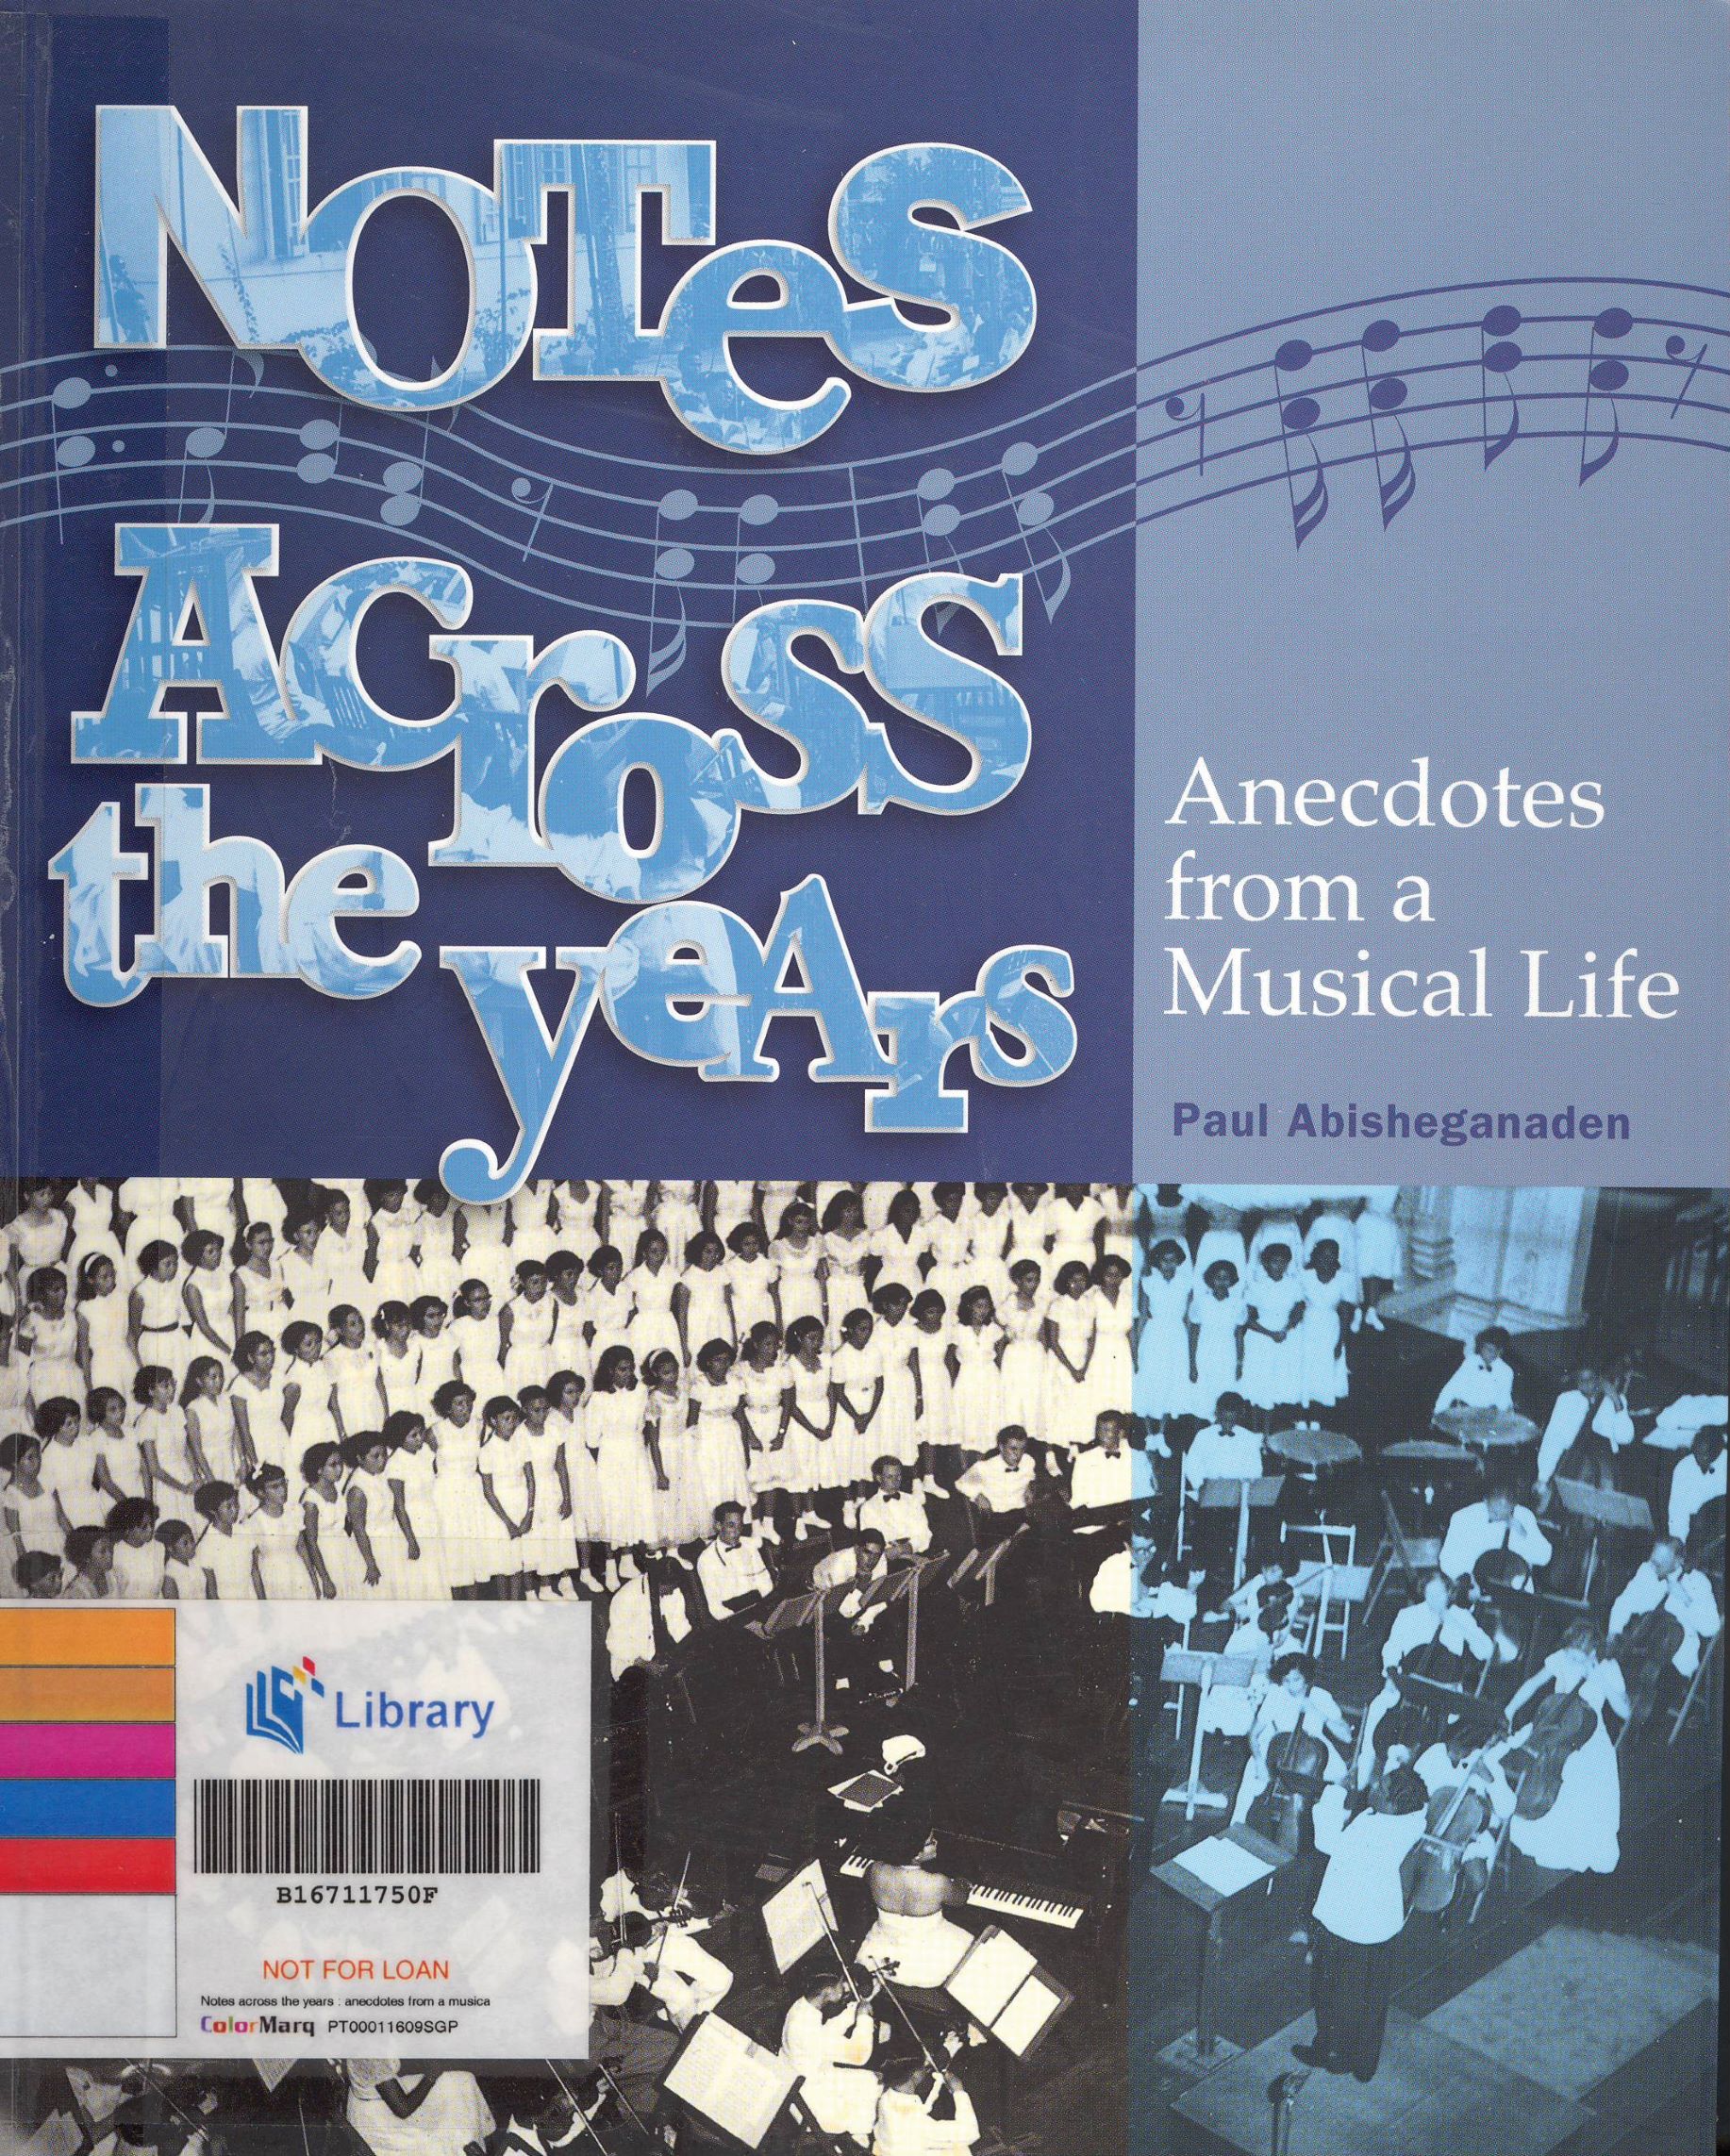 Notes
Across
the
years
Anecdotes
from a
Musical Life
Paul Abisheganaden
Library
B16711750F
NOT FOR LOAN
Notes across the years : anecdotes from a musica
ColorMarq PT00011609SGP